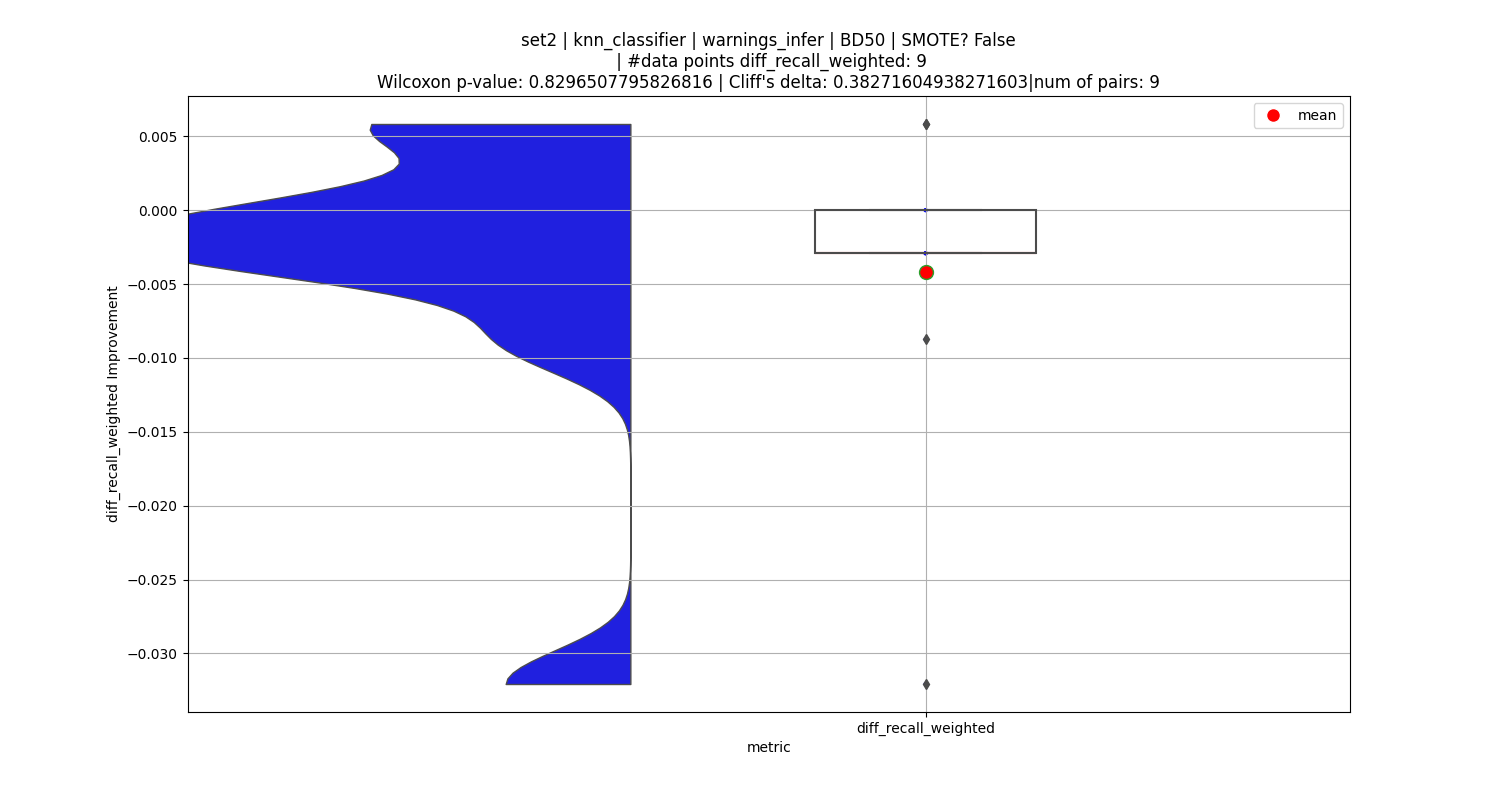 set2 | knn_classifier | warnings_infer | BD50 | SMOTE? False
| #data points diff_recall_weighted: 9
Wilcoxon p-value: 0.8296507795826816 | Cliff's delta: 0.38271604938271603|num of pairs: 9
mean
0.005
0.000
−0.005
−0.010
−0.015
−0.020
−0.025
−0.030
diff_recall_weighted Improvement
diff_recall_weighted
metric